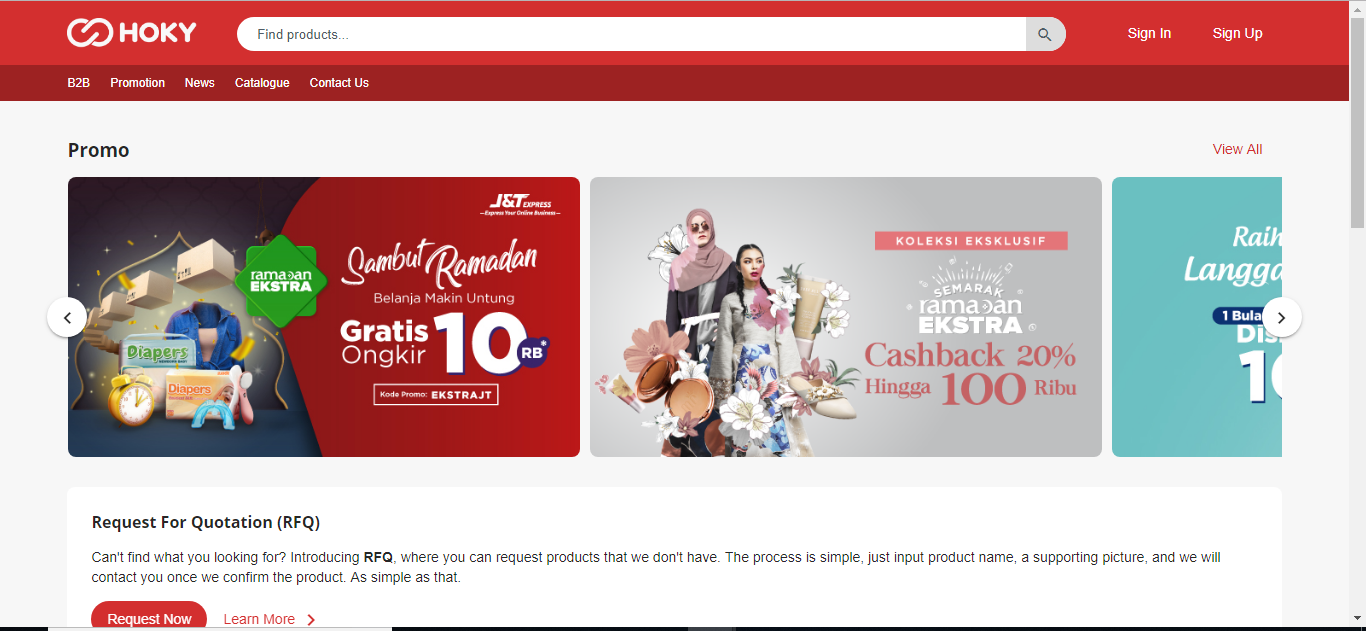 HOKY
Find products...
Sign In
Sign Up
B2B
Promotion
News
Catalogue
Contact Us
Promo
View All
J&T EXPRESS
Express Your Online Business
ramadan
EKSTRA
Sambut Ramadan
Belanja Makin Untung
Gratis
Ongkir
10
RB*
Kode Promo: EKSTRAJT
Diapers
Diapers
KOLEKSI EKSKLUSIF
SEMARAK
ramadan
EKSTRA
Cashback 20%
Hingga 100 Ribu
Raih
Langga
1 Bula
Dis
10
Request For Quotation (RFQ)
Can't find what you looking for? Introducing RFQ, where you can request products that we don't have. The process is simple, just input product name, a supporting picture, and we will
contact you once we confirm the product. As simple as that.
Request Now
Learn More